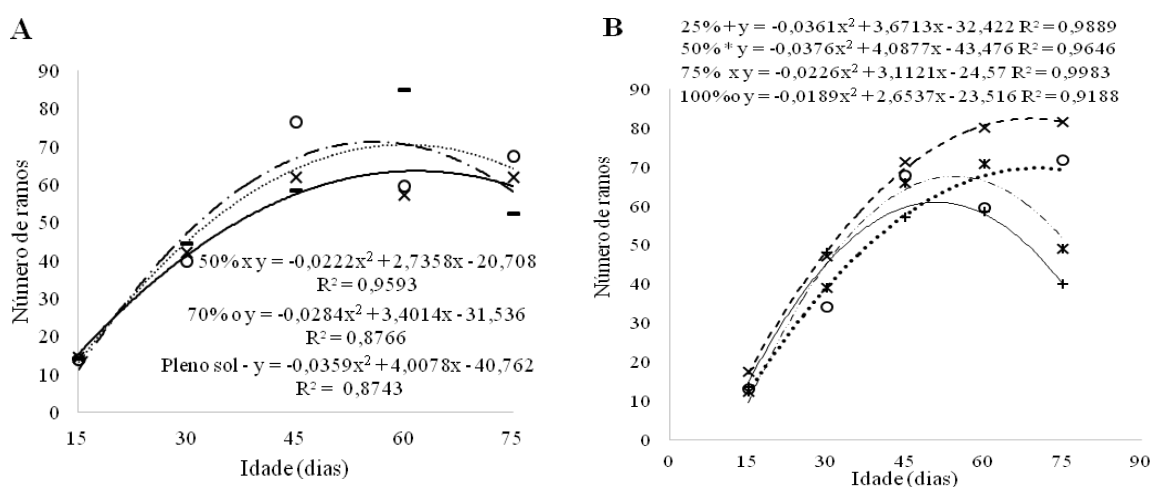 A
Número de ramos
90
80
70
60
50
40
30
20
10
0
50% x y = -0,0222x² + 2,7358x - 20,708
R² = 0,9593
70% o y = -0,0284x² + 3,4014x - 31,536
R² = 0,8766
Pleno sol - y = -0,0359x² + 4,0078x - 40,762
R² = 0,8743
15 30 45 60 75
Idade (dias)
B
25% + y = -0,0361x² + 3,6713x - 32,422 R² = 0,9889
50% * y = -0,0376x² + 4,0877x - 43,476 R² = 0,9646
75% x y = -0,0226x² + 3,1121x - 24,57 R² = 0,9983
100% o y = -0,0189x² + 2,6537x - 23,516 R² = 0,9188
Número de ramos
90
80
70
60
50
40
30
20
10
0
0 15 30 45 60 75 90
Idade (dias)